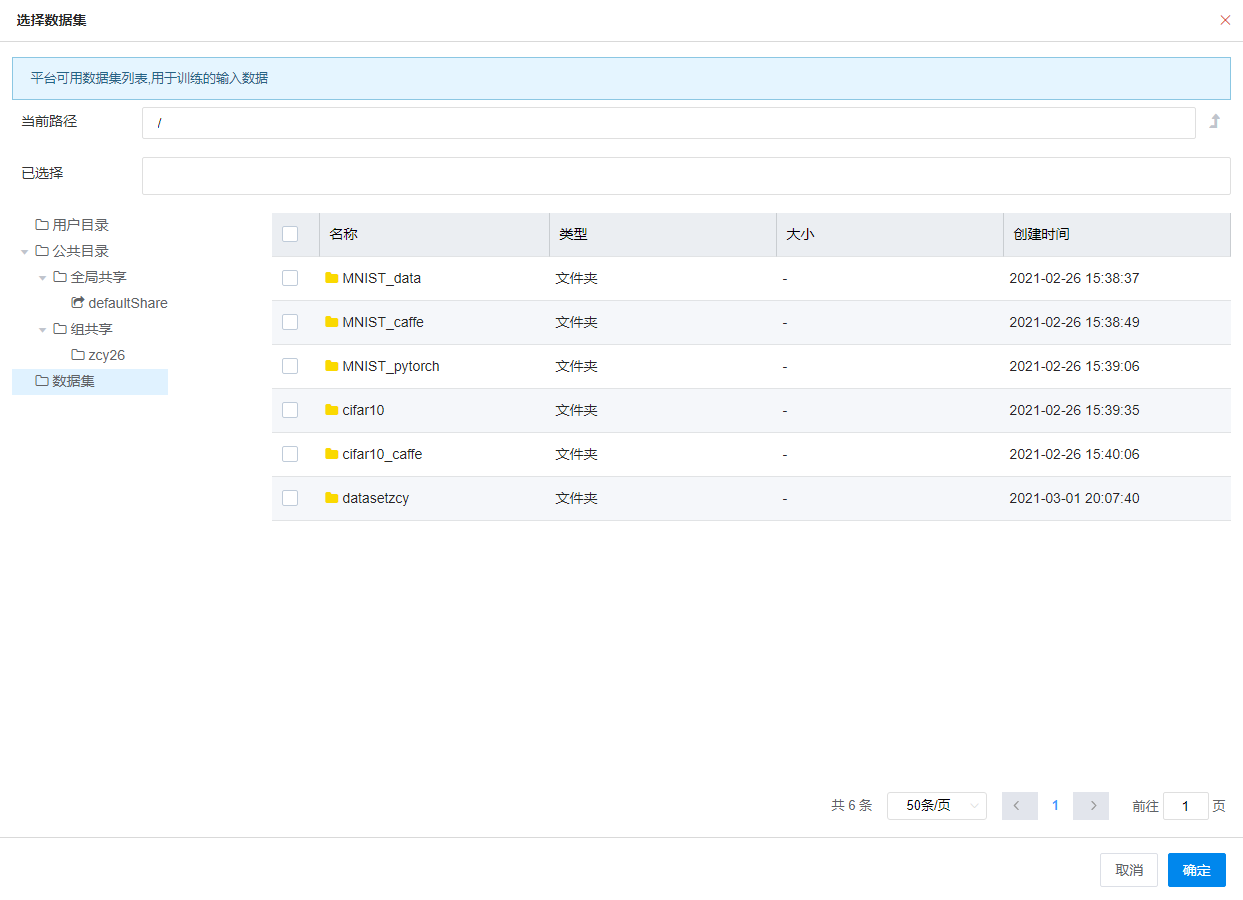 选择数据集
平台可用数据集列表,用于训练的输入数据
当前路径 /
已选择
用户目录
公共目录
全局共享
defaultShare
组共享
zcy26
数据集
名称 类型 大小 创建时间
MNIST_data 文件夹 - 2021-02-26 15:38:37
MNIST_caffe 文件夹 - 2021-02-26 15:38:49
MNIST_pytorch 文件夹 - 2021-02-26 15:39:06
cifar10 文件夹 - 2021-02-26 15:39:35
cifar10_caffe 文件夹 - 2021-02-26 15:40:06
datasetzcy 文件夹 - 2021-03-01 20:07:40
共 6 条 50条/页 1 前往 1 页
取消 确定